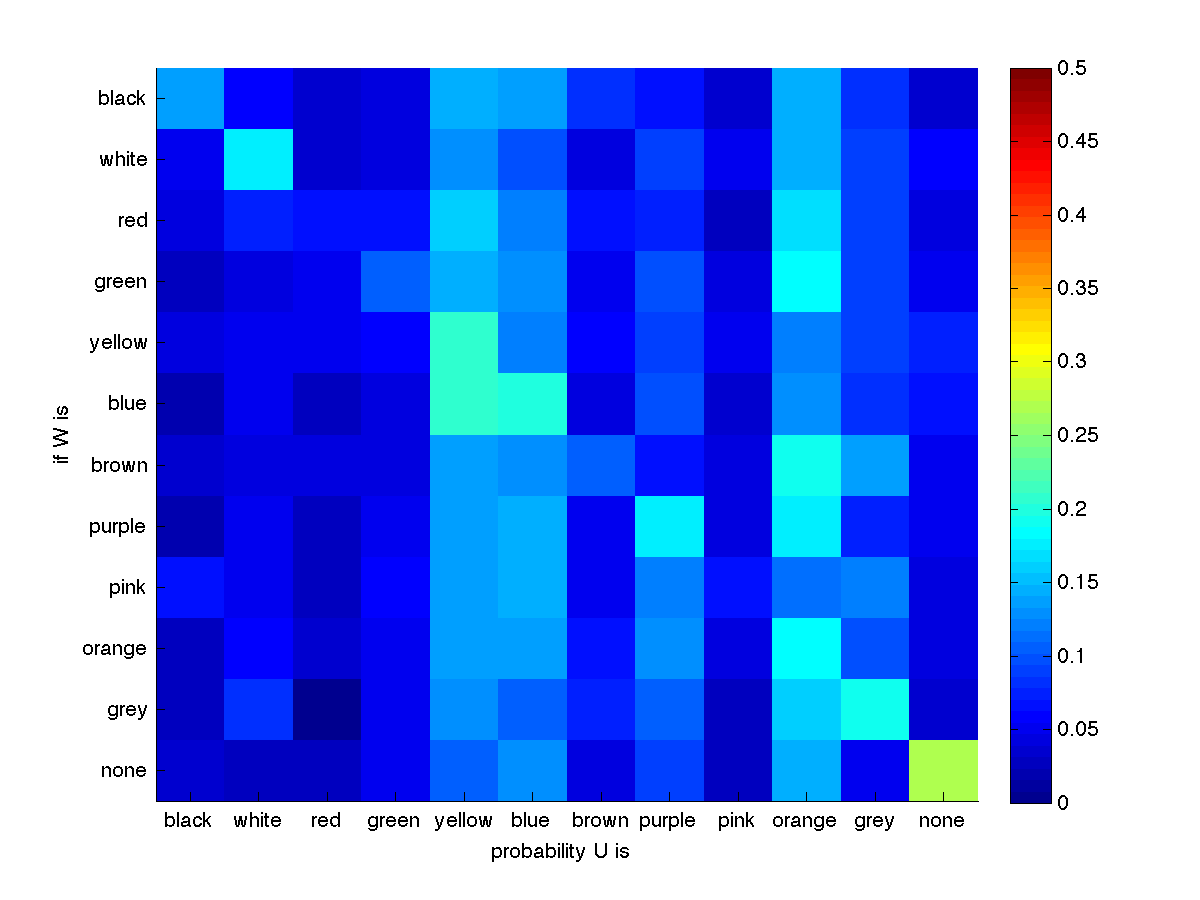 black
white
red
green
yellow
blue
brown
purple
pink
orange
grey
none
if W is
black white red green yellow blue brown purple pink orange grey none
probability U is
0.5
0.45
0.4
0.35
0.3
0.25
0.2
0.15
0.1
0.05
0